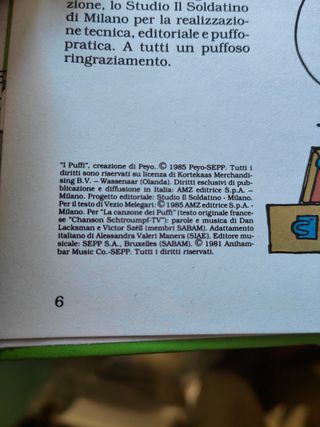 zione, lo Studio Il Soldatino
di Milano per la realizzazio-
ne tecnica, editoriale e puffo-
pratica. A tutti un puffoso
ringraziamento.
"I Puffi", creazione di Peyo. © 1985 Peyo-SEPP. Tutti i
diritti sono riservati su licenza di Kortekaas Merchandis-
ing B.V. – Wassenaar (Olanda). Diritti esclusivi di pub-
blicazione e diffusione in Italia: AMZ editrice S.p.A. –
Milano. Progetto editoriale: Studio Il Soldatino - Milano.
Per il testo di Vezio Melegari: © 1985 AMZ editrice S.p.A. -
Milano. Per "La canzone dei Puffi" (testo originale france-
se "Chanson Schtroumpf-TV"): parole e musica di Dan
Lacksman e Victor Széll (membri SABAM). Adattamento
italiano di Alessandra Valeri Manera (SIAE). Editore mu-
sicale: SEPP S.A., Bruxelles (SABAM). © 1981 Aniham-
bar Music Co.-SEPP. Tutti i diritti riservati.
6